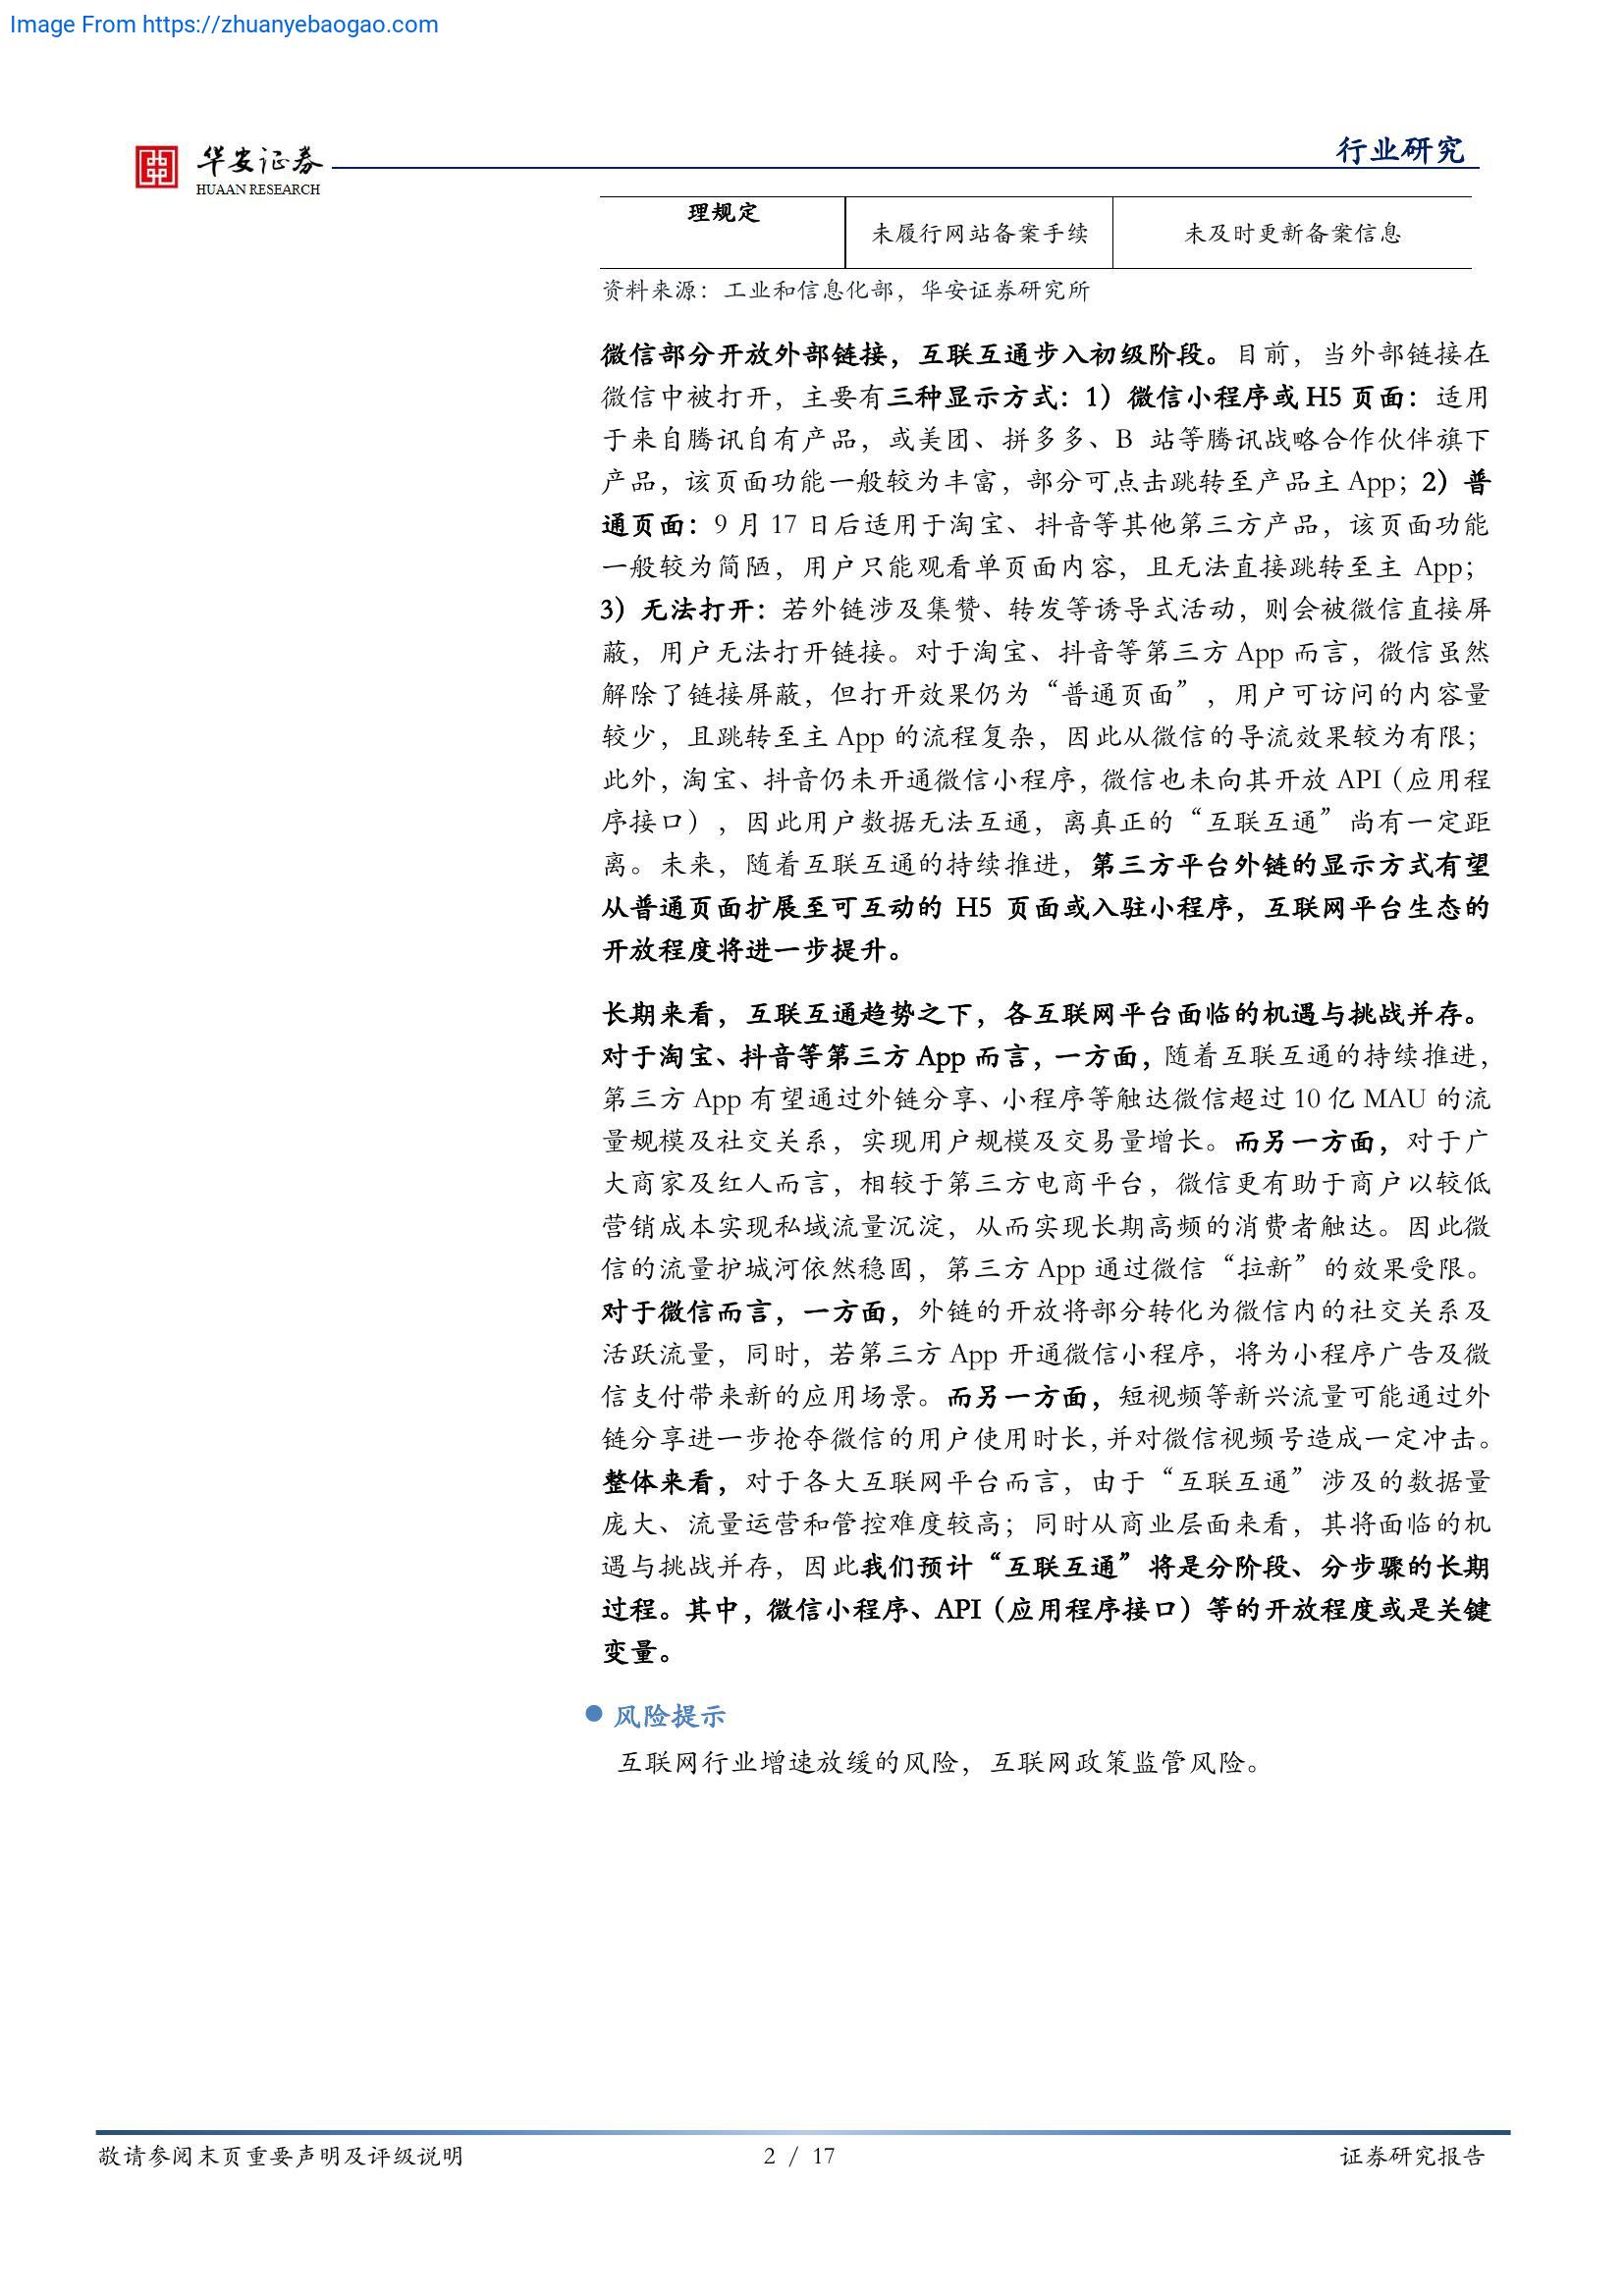 Image From https://zhuanyebaogao.com
华安证券
HUAAN RESEARCH
行业研究
理规定
未履行网站备案手续
未及时更新备案信息
资料来源：工业和信息化部，华安证券研究所
微信部分开放外部链接，互联互通步入初级阶段。目前，当外部链接在
微信中被打开，主要有三种显示方式：1）微信小程序或 H5 页面：适用
于来自腾讯自有产品，或美团、拼多多、B 站等腾讯战略合作伙伴旗下
产品，该页面功能一般较为丰富，部分可点击跳转至产品主 App；2）普
通页面：9 月 17 日后适用于淘宝、抖音等其他第三方产品，该页面功能
一般较为简陋，用户只能观看单页面内容，且无法直接跳转至主 App；
3）无法打开：若外链涉及集赞、转发等诱导式活动，则会被微信直接屏
蔽，用户无法打开链接。对于淘宝、抖音等第三方 App 而言，微信虽然
解除了链接屏蔽，但打开效果仍为“普通页面”，用户可访问的内容量
较少，且跳转至主 App 的流程复杂，因此从微信的导流效果较为有限；
此外，淘宝、抖音仍未开通微信小程序，微信也未向其开放 API（应用程
序接口），因此用户数据无法互通，离真正的“互联互通”尚有一定距
离。未来，随着互联互通的持续推进，第三方平台外链的显示方式有望
从普通页面扩展至可互动的 H5 页面或入驻小程序，互联网平台生态的
开放程度将进一步提升。
长期来看，互联互通趋势之下，各互联网平台面临的机遇与挑战并存。
对于淘宝、抖音等第三方 App 而言，一方面，随着互联互通的持续推进，
第三方 App 有望通过外链分享、小程序等触达微信超过 10 亿 MAU 的流
量规模及社交关系，实现用户规模及交易量增长。而另一方面，对于广
大商家及红人而言，相较于第三方电商平台，微信更有助于商户以较低
营销成本实现私域流量沉淀，从而实现长期高频的消费者触达。因此微
信的流量护城河依然稳固，第三方 App 通过微信“拉新”的效果受限。
对于微信而言，一方面，外链的开放将部分转化为微信内的社交关系及
活跃流量，同时，若第三方 App 开通微信小程序，将为小程序广告及微
信支付带来新的应用场景。而另一方面，短视频等新兴流量可能通过外
链分享进一步抢夺微信的用户使用时长，并对微信视频号造成一定冲击。
整体来看，对于各大互联网平台而言，由于“互联互通”涉及的数据量
庞大、流量运营和管控难度较高；同时从商业层面来看，其将面临的机
遇与挑战并存，因此我们预计“互联互通”将是分阶段、分步骤的长期
过程。其中，微信小程序、API（应用程序接口）等的开放程度或是关键
变量。
风险提示
互联网行业增速放缓的风险，互联网政策监管风险。
敬请参阅末页重要声明及评级说明
2 / 17
证券研究报告